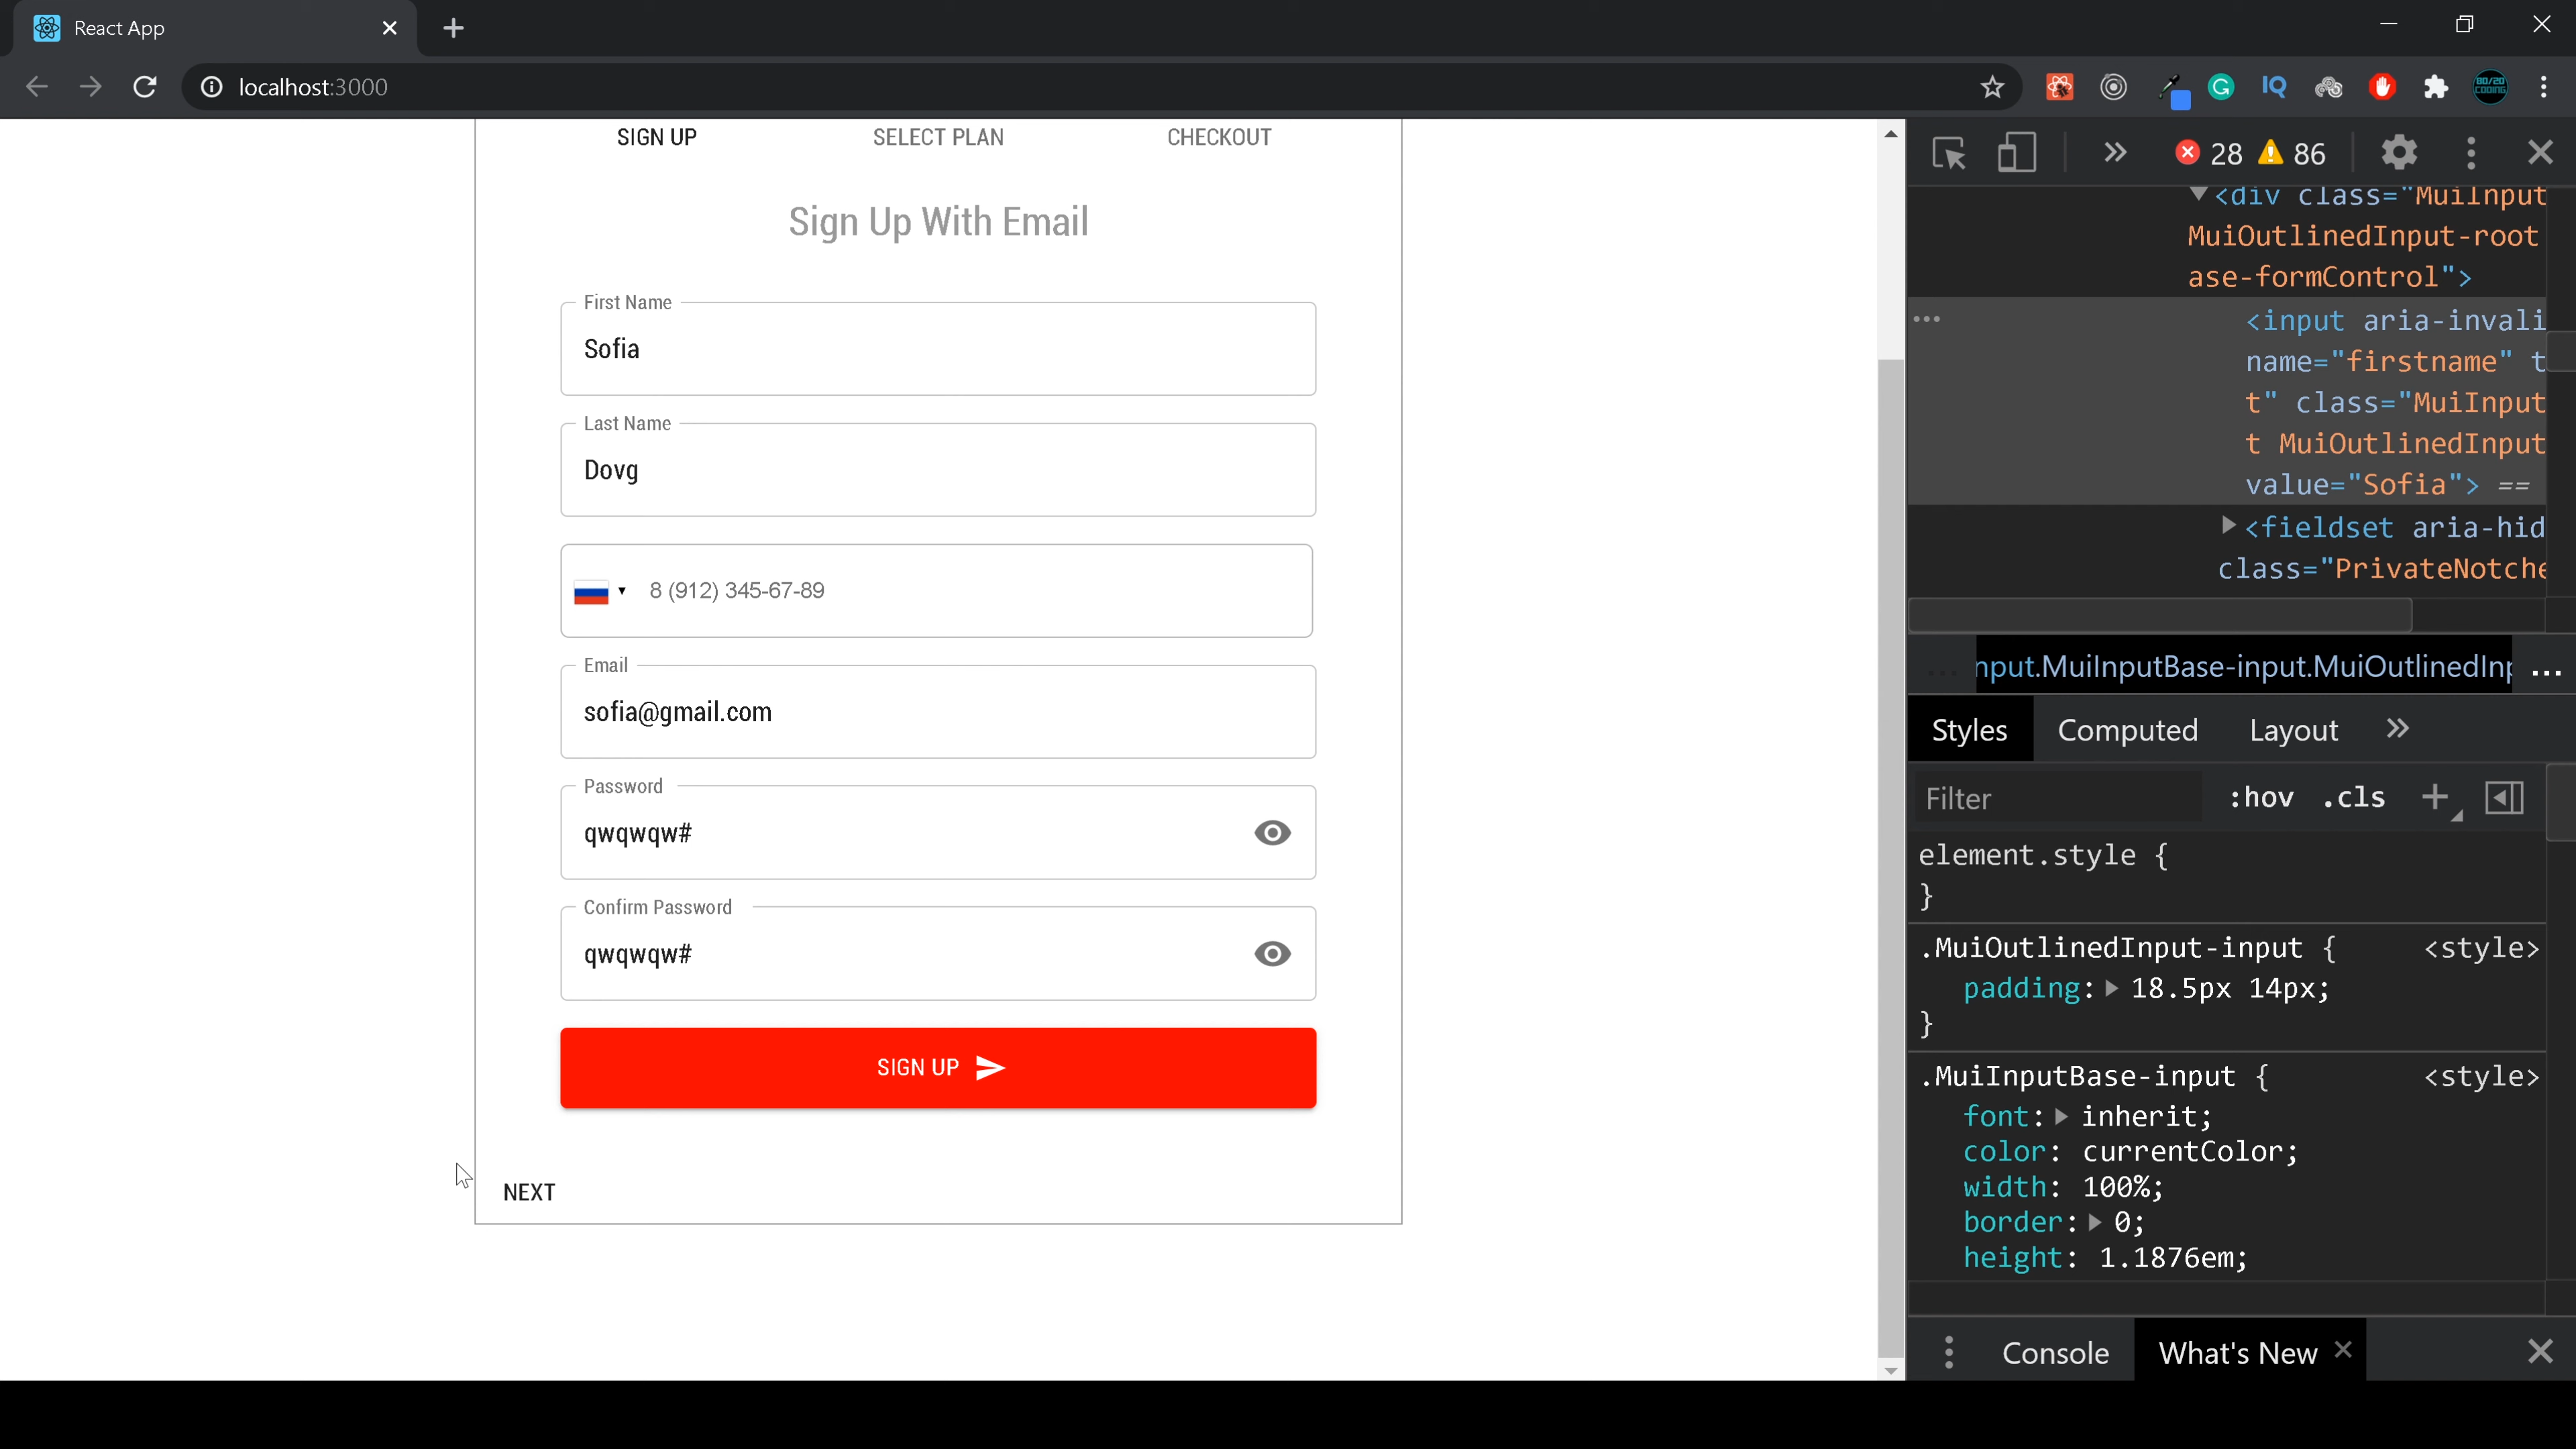 React App
localhost:3000
IQ
80/20
CODING
SIGN UP SELECT PLAN CHECKOUT
Sign Up With Email
First Name
Sofia
Last Name
Dovg
8 (912) 345-67-89
Email
sofia@gmail.com
Password
qwqwqw#
Confirm Password
qwqwqw#
SIGN UP
NEXT
28 86
<div class="MuiInput
MuiOutlinedInput-root
ase-formControl">
<input aria-invali
name="firstname" t
t" class="MuiInput
t MuiOutlinedInput
value="Sofia"> ==
<fieldset aria-hid
class="PrivateNotche
... nput.MuiInputBase-input.MuiOutlinedInp ...
Styles Computed Layout
Filter :hov .cls
element.style {
}
.MuiOutlinedInput-input { <style>
padding: 18.5px 14px;
}
.MuiInputBase-input { <style>
font: inherit;
color: currentColor;
width: 100%;
border: 0;
height: 1.1876em;
Console What's New